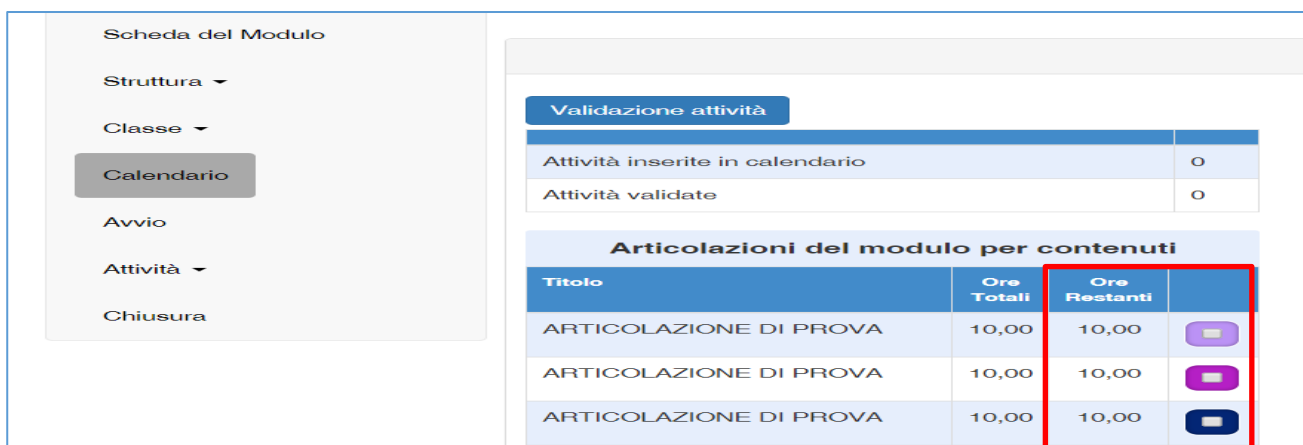 Scheda del Modulo
Struttura
Classe
Calendario
Avvio
Attività
Chiusura
Validazione attività
Attività inserite in calendario 0
Attività validate 0
Articolazioni del modulo per contenuti
Titolo Ore Totali Ore Restanti
ARTICOLAZIONE DI PROVA 10,00 10,00
ARTICOLAZIONE DI PROVA 10,00 10,00
ARTICOLAZIONE DI PROVA 10,00 10,00